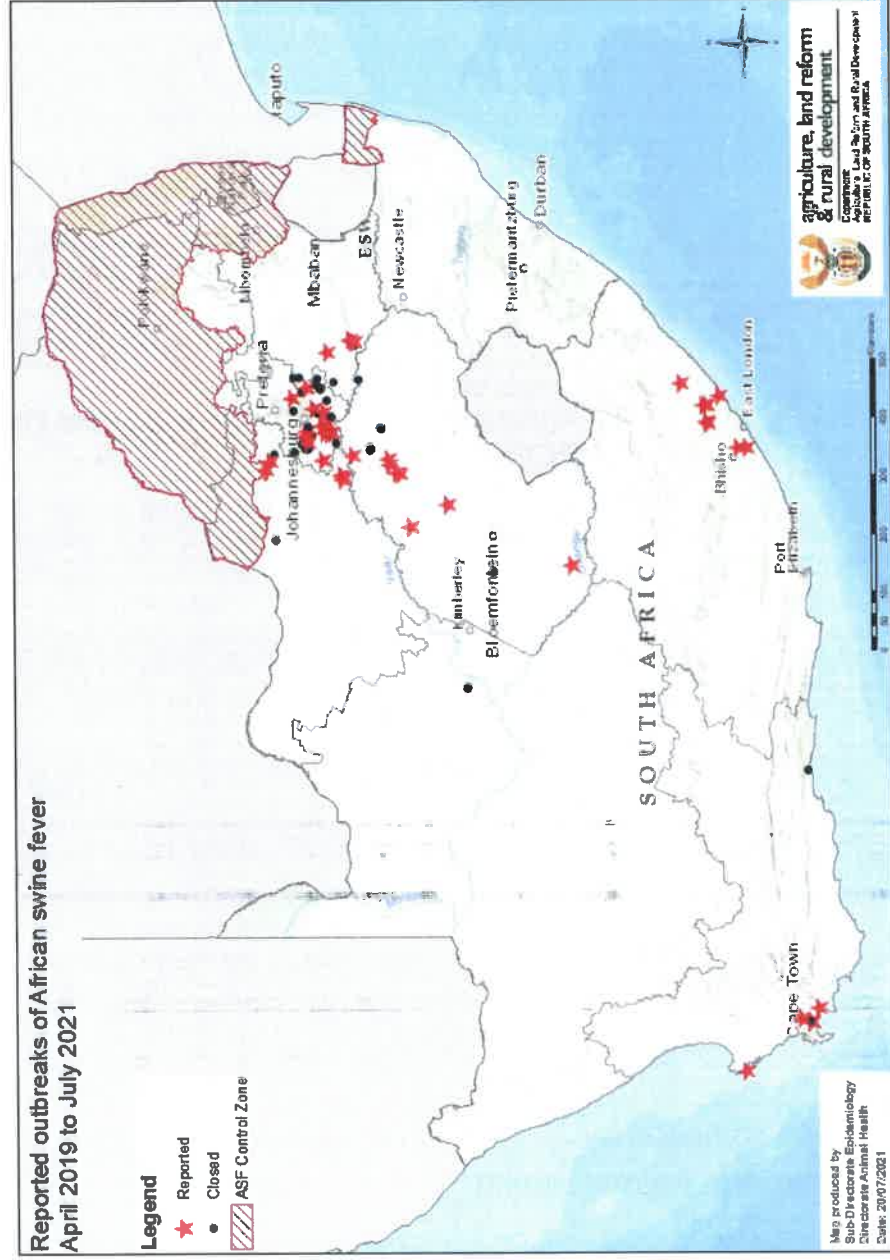 Reported outbreaks of African swine fever
April 2019 to July 2021
Legend
Reported
Closed
ASF Control Zone
Pretoria
Johannesburg
Mbaban
ESW
Newcastle
Kimberley
Bloemfontein
Pietermaritzburg
Durban
SOUTH AFRICA
Bhisho
East London
Port
Elizabeth
Cape Town
Map produced by
Sub-Directorate Epidemiology
Directorate Animal Health
Date: 20/07/2021
agriculture, land reform
& rural development
Department
Agriculture, Land Reform and Rural Development
REPUBLIC OF SOUTH AFRICA